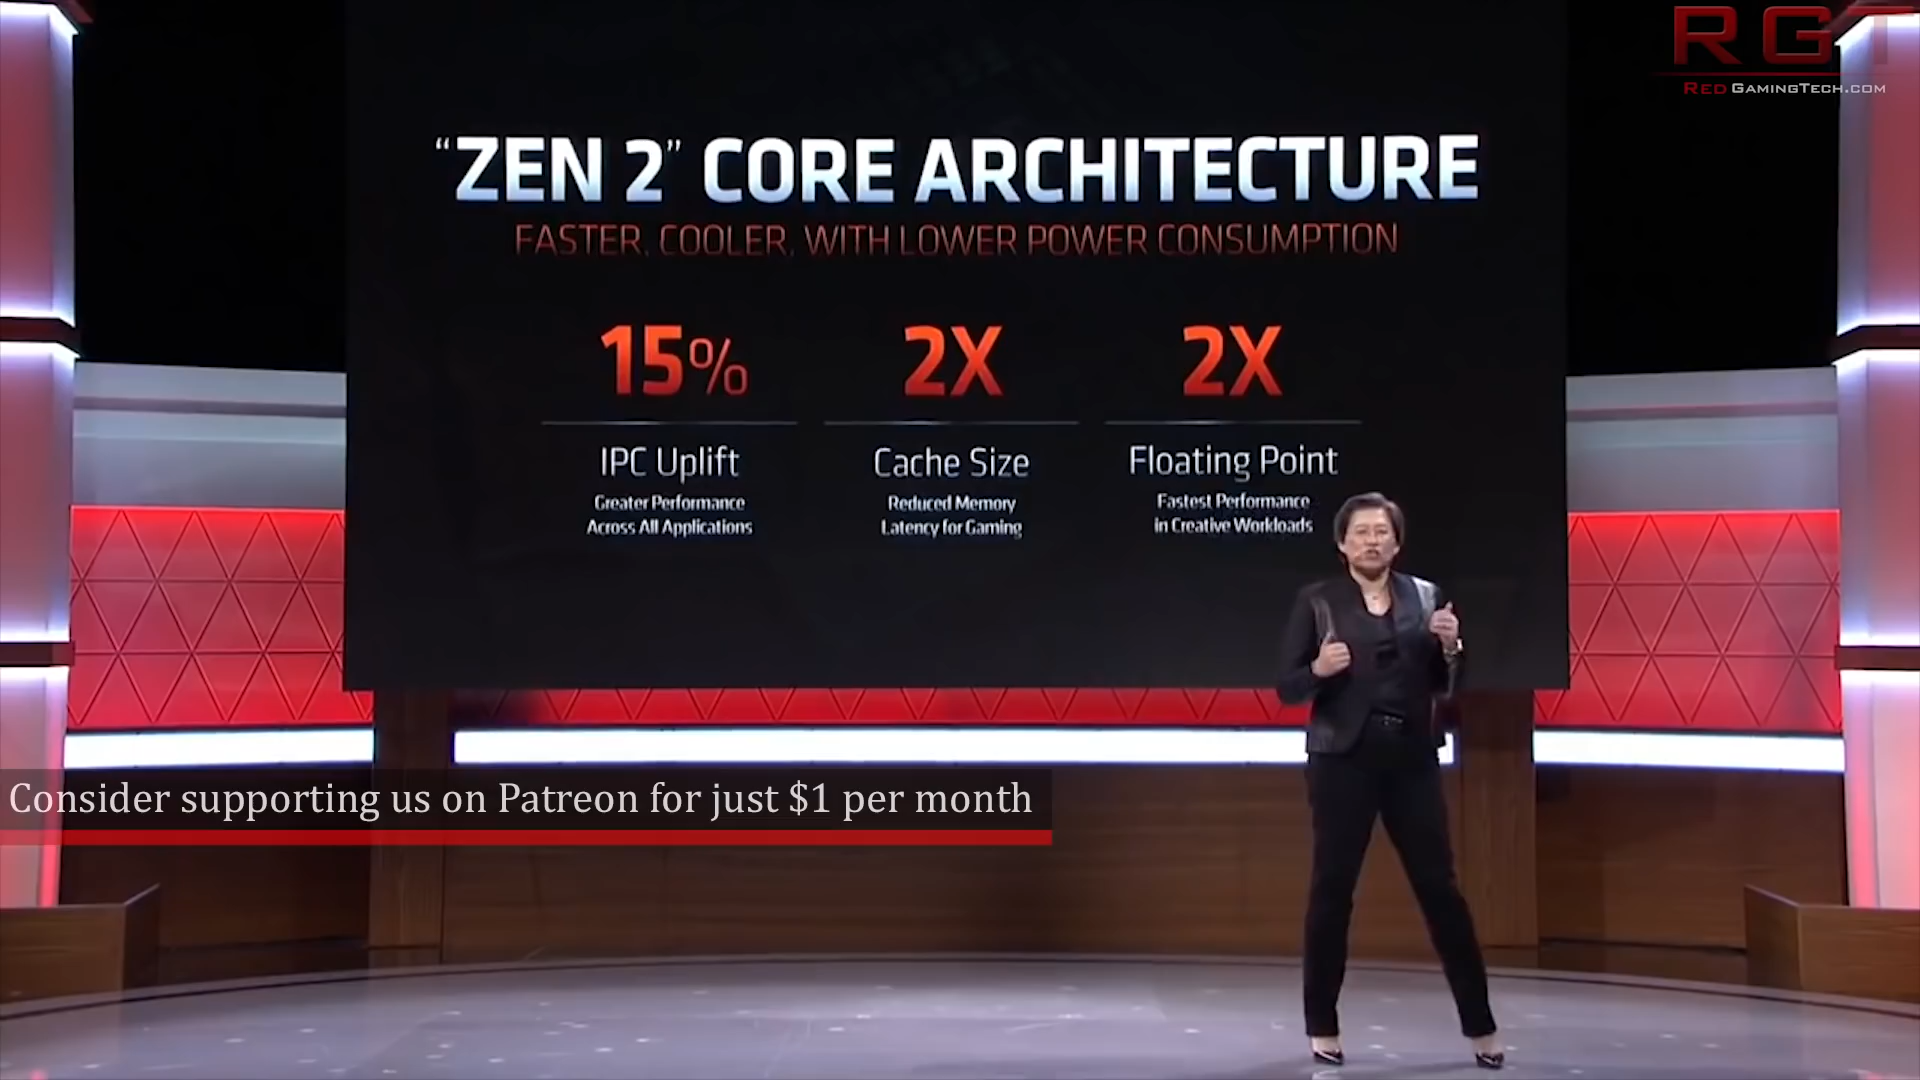 RGT
RED GAMINGTECH.COM
“ZEN 2” CORE ARCHITECTURE
FASTER, COOLER, WITH LOWER POWER CONSUMPTION
15%
2X
2X
IPC Uplift
Cache Size
Floating Point
Greater Performance
Across All Applications
Reduced Memory
Latency for Gaming
Fastest Performance
in Creative Workloads
Consider supporting us on Patreon for just $1 per month